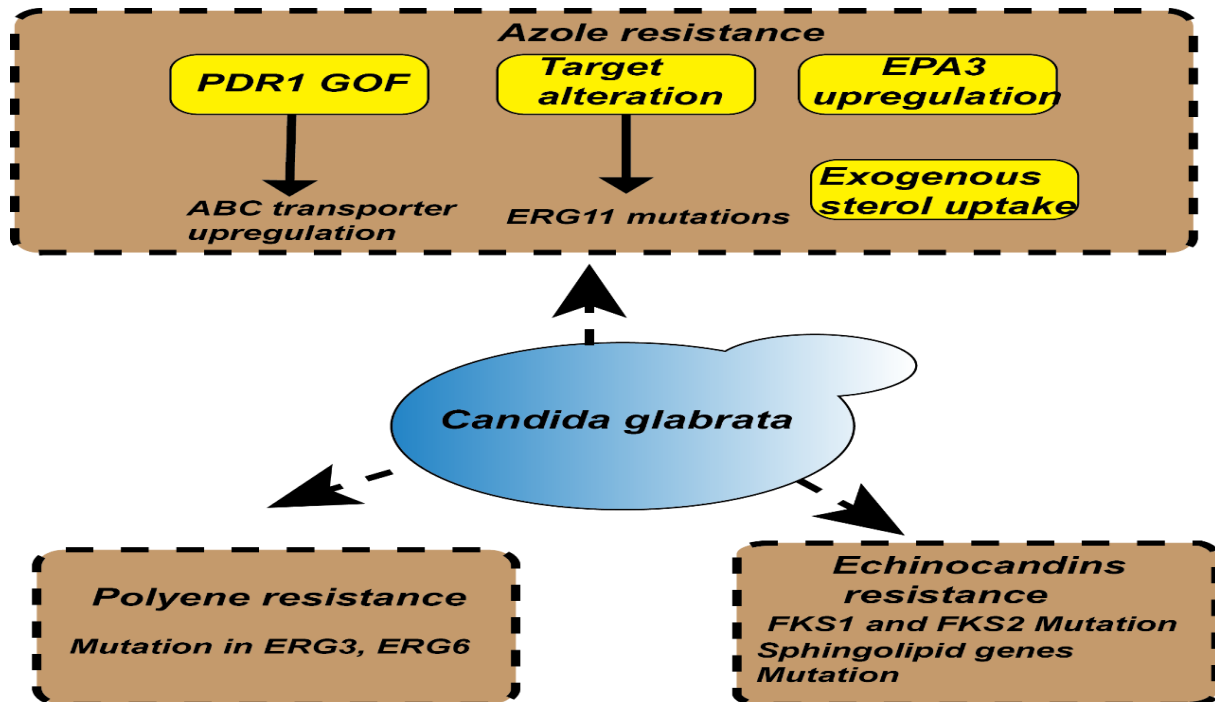 Azole resistance
PDR1 GOF
Target
alteration
EPA3
upregulation
ABC transporter
upregulation
ERG11 mutations
Exogenous
sterol uptake
Candida glabrata
Polyene resistance
Mutation in ERG3, ERG6
Echinocandins
resistance
FKS1 and FKS2 Mutation
Sphingolipid genes
Mutation